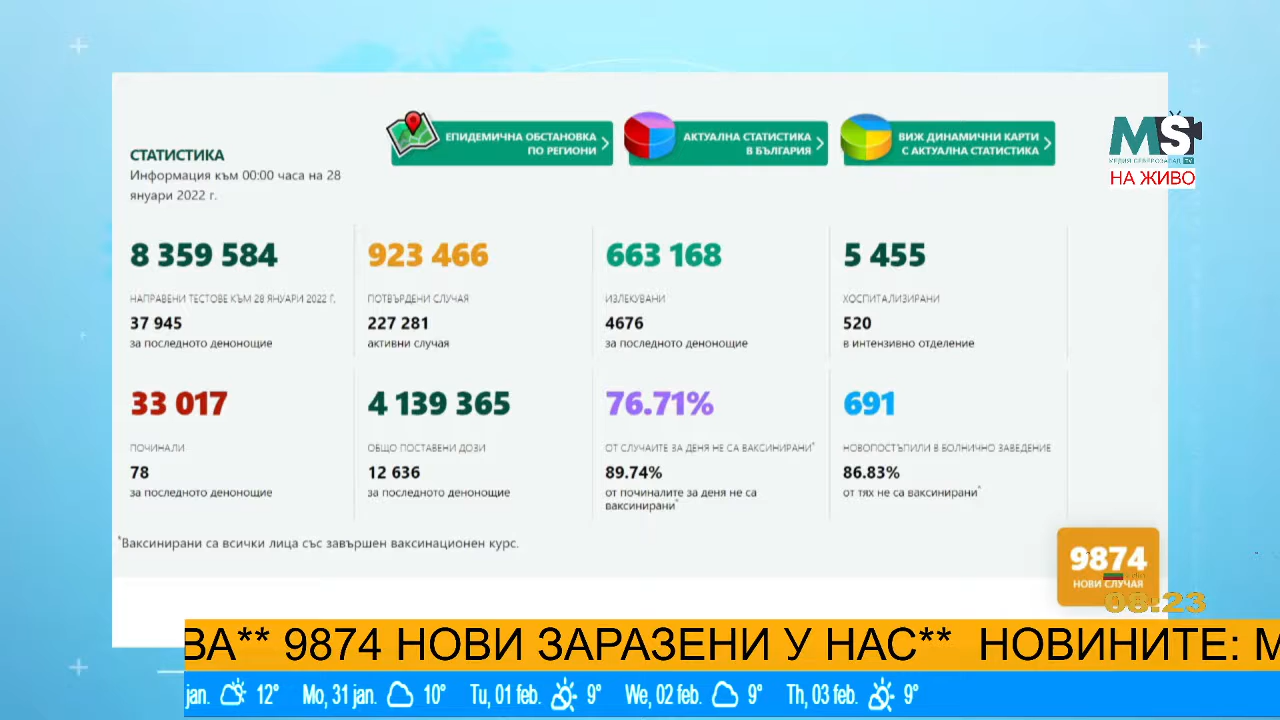 ЕПИДЕМИЧНА ОБСТАНОВКА
ПО РЕГИОНИ
АКТУАЛНА СТАТИСТИКА
В БЪЛГАРИЯ
ВИЖ ДИНАМИЧНИ КАРТИ
С АКТУАЛНА СТАТИСТИКА
MS
МЕДИЯ СЕВЕРОЗАПАД TV
НА ЖИВО
СТАТИСТИКА
Информация към 00:00 часа на 28
януари 2022 г.
8 359 584
НАПРАВЕНИ ТЕСТОВЕ КЪМ 28 ЯНУАРИ 2022 Г.
37 945
за последното денонощие
923 466
ПОТВЪРДЕНИ СЛУЧАЯ
227 281
активни случая
663 168
ИЗЛЕКУВАНИ
4676
за последното денонощие
5 455
ХОСПИТАЛИЗИРАНИ
520
в интензивно отделение
33 017
ПОЧИНАЛИ
78
за последното денонощие
4 139 365
ОБЩО ПОСТАВЕНИ ДОЗИ
12 636
за последното денонощие
76.71%
ОТ СЛУЧАИТЕ ЗА ДЕНЯ НЕ СА ВАКСИНИРАНИ*
89.74%
от починалите за деня не са
ваксинирани*
691
НОВОПОСТЪПИЛИ В БОЛНИЧНО ЗАВЕДЕНИЕ
86.83%
от тях не са ваксинирани*
*Ваксинирани са всички лица със завършен ваксинационен курс.
9874
НОВИ СЛУЧАЯ
08:23
ВА** 9874 НОВИ ЗАРАЗЕНИ У НАС** НОВИНИТЕ: М
jan. 12° Mo, 31 jan. 10° Tu, 01 feb. 9° We, 02 feb. 9° Th, 03 feb. 9°